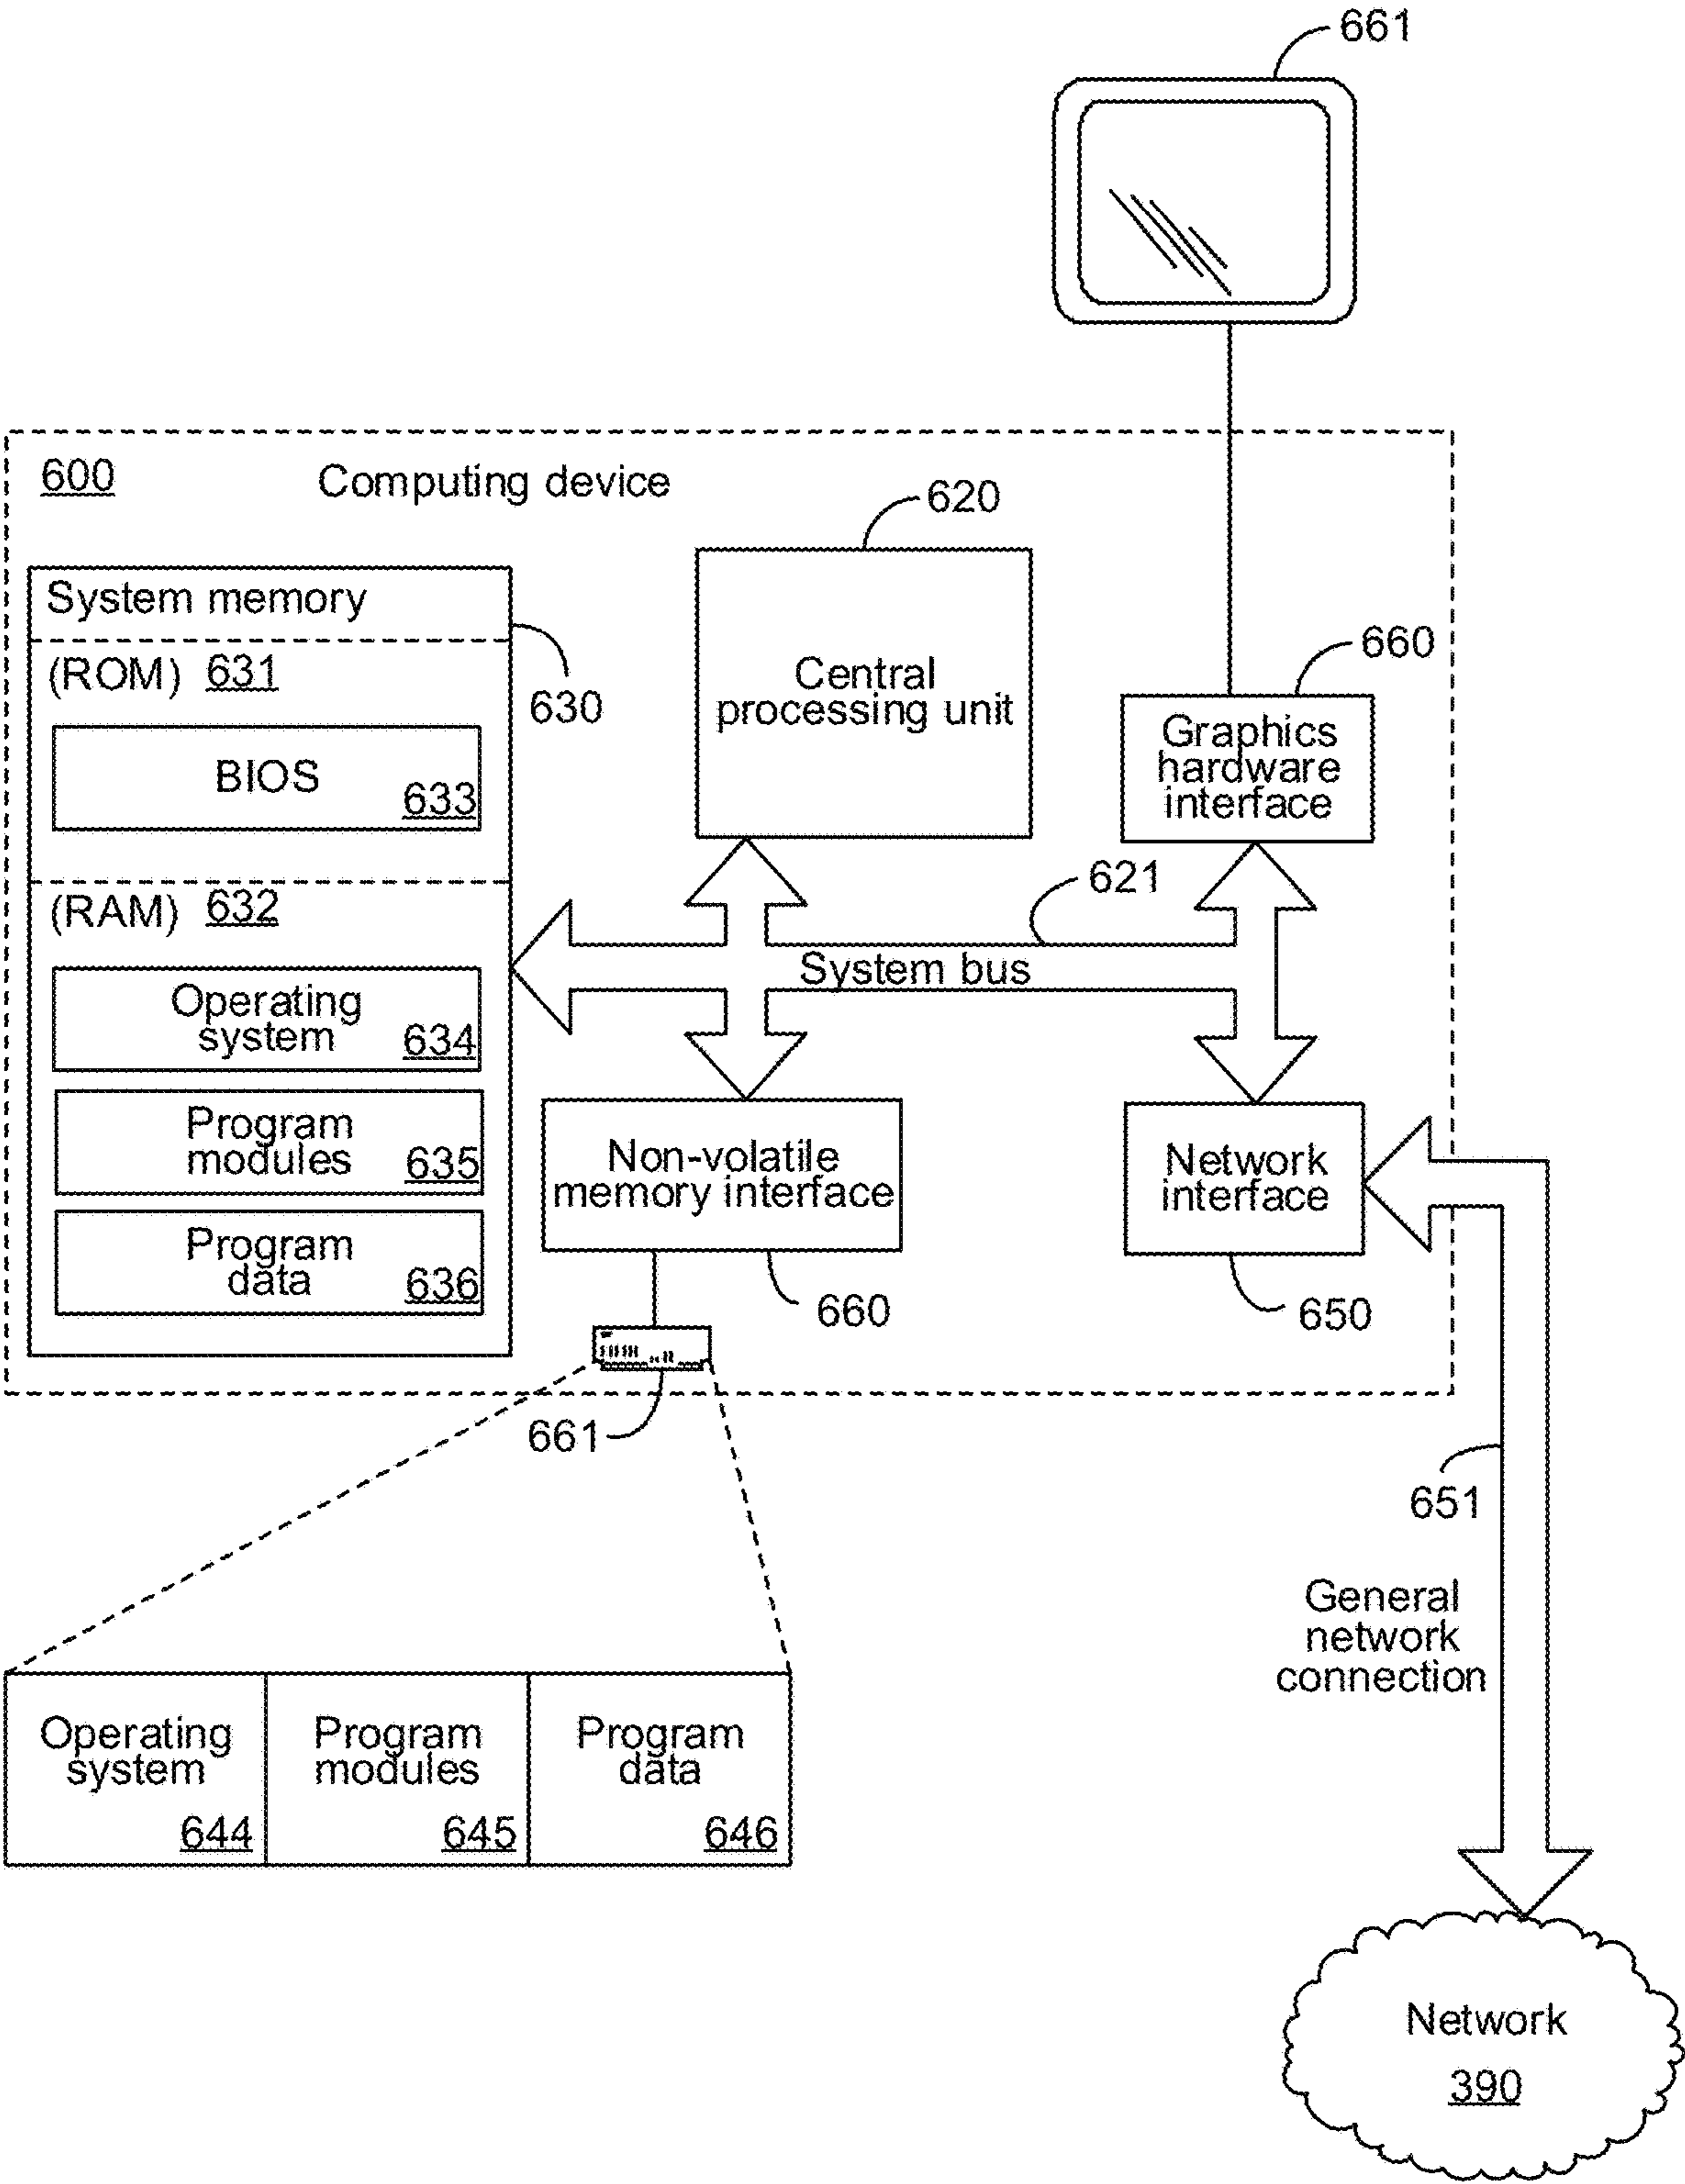 661
600
Computing device
620
System memory
(ROM) 631
630
BIOS
633
Central
processing unit
660
Graphics
hardware
interface
621
(RAM) 632
System bus
Operating
system
634
Program
modules
635
Program
data
636
Non-volatile
memory interface
660
Network
interface
650
661
651
General
network
connection
Operating
system
644
Program
modules
645
Program
data
646
Network
390